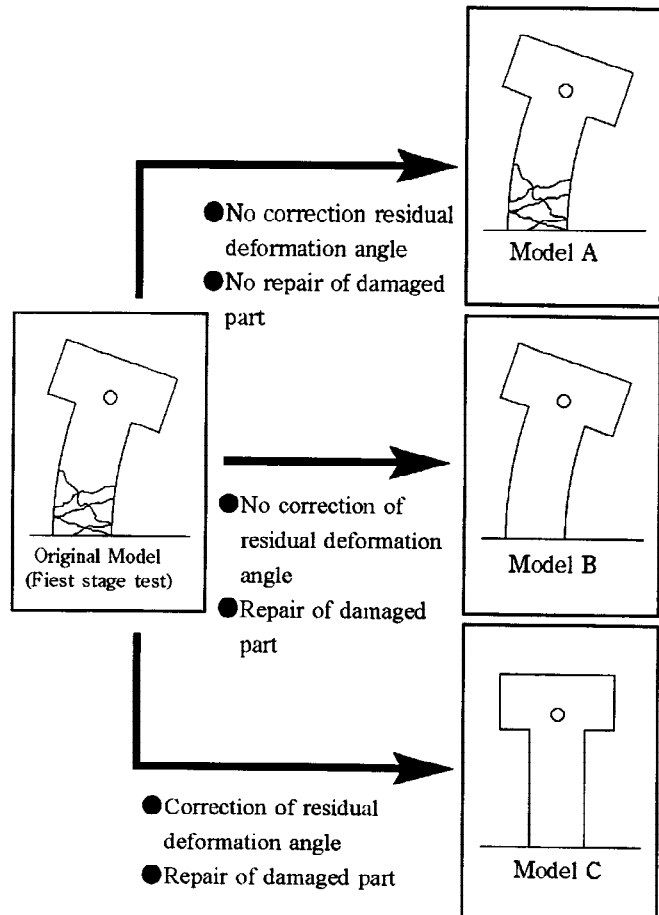 ●No correction residual
deformation angle
●No repair of damaged
part
Model A
Original Model
(Fiest stage test)
●No correction of
residual deformation
angle
●Repair of damaged
part
Model B
●Correction of residual
deformation angle
●Repair of damaged part
Model C